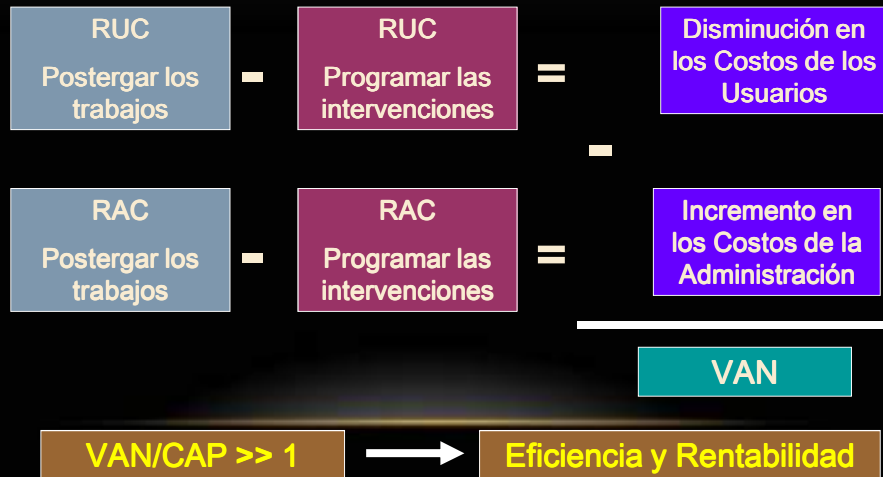 RUC
Postergar los
trabajos
-
RUC
Programar las
intervenciones
=
Disminución en
los Costos de los
Usuarios
-
RAC
Postergar los
trabajos
-
RAC
Programar las
intervenciones
=
Incremento en
los Costos de la
Administración
VAN
VAN/CAP >> 1
Eficiencia y Rentabilidad